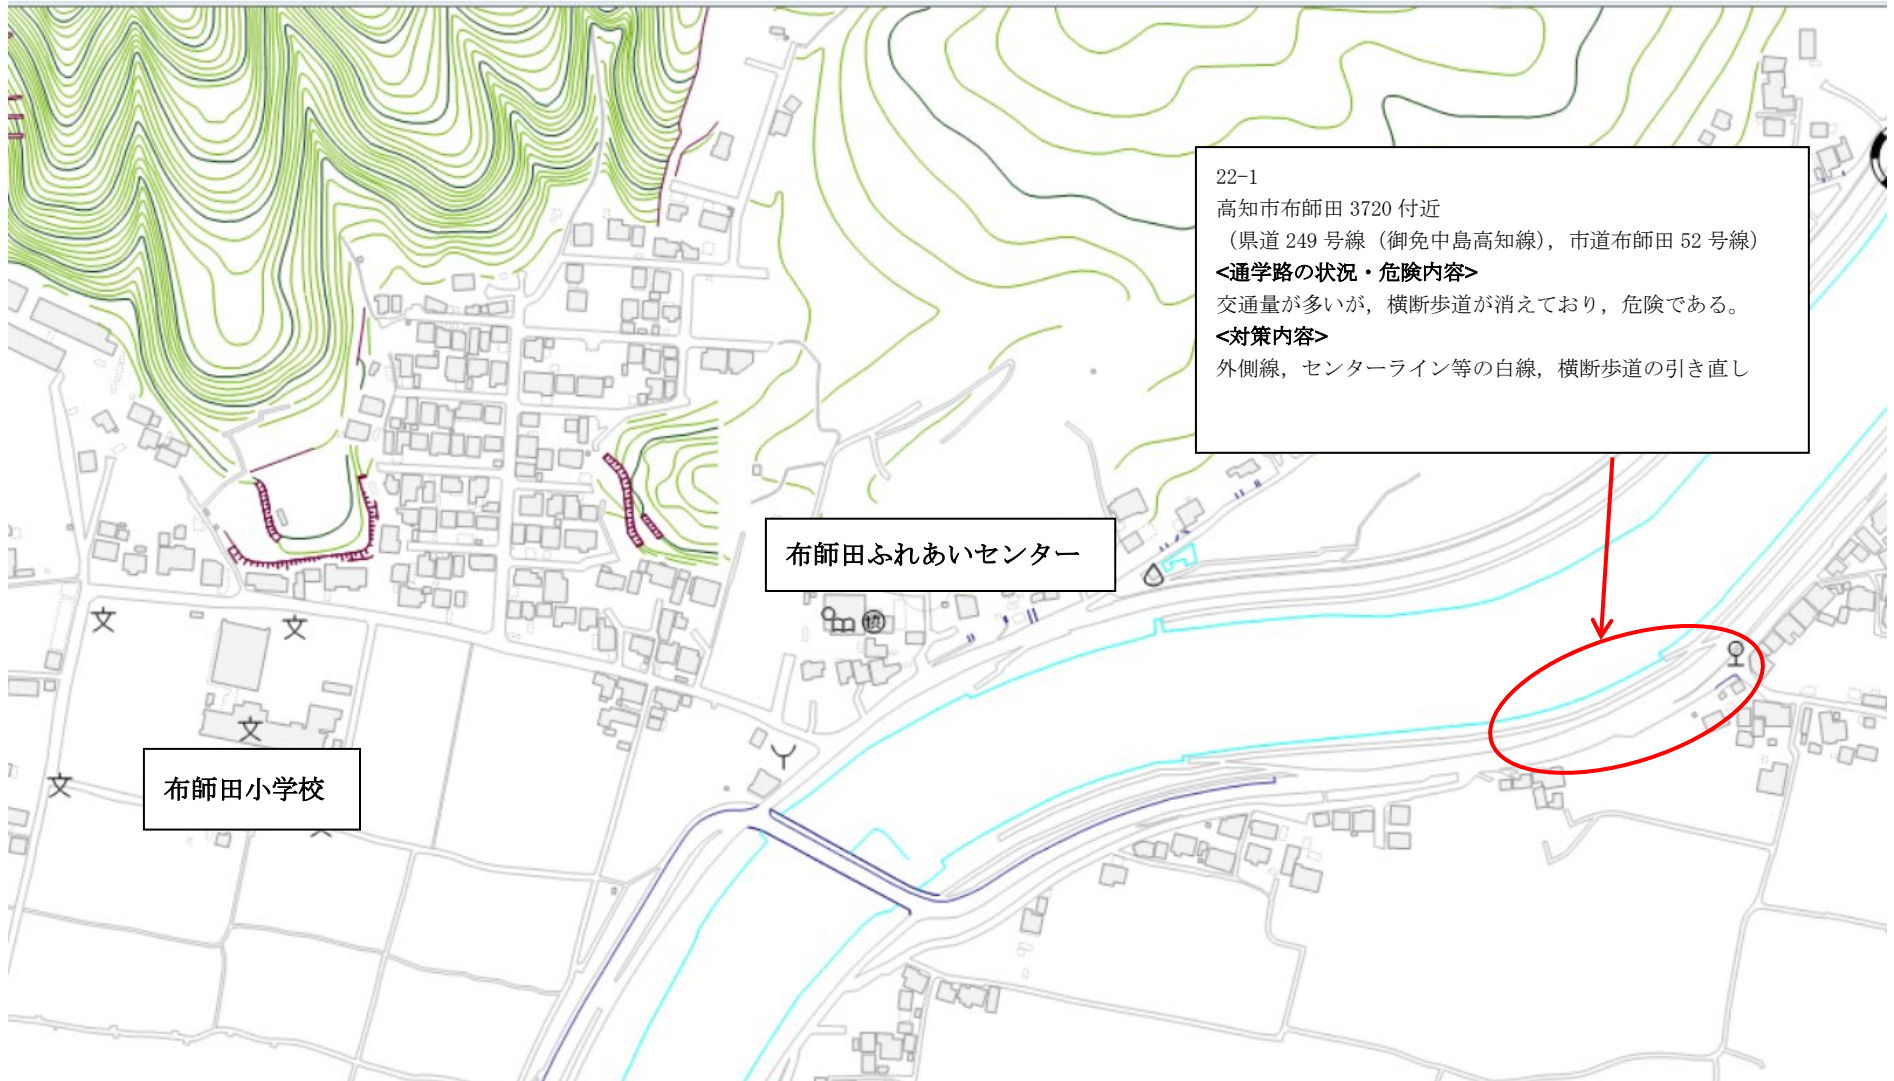 22-1
高知市布師田 3720 付近
（県道 249 号線（御免中島高知線），市道布師田 52 号線）
<通学路の状況・危険内容>
交通量が多いが，横断歩道が消えており，危険である。
<対策内容>
外側線，センターライン等の白線，横断歩道の引き直し
布師田ふれあいセンター
協
文
文
文
文
布師田小学校